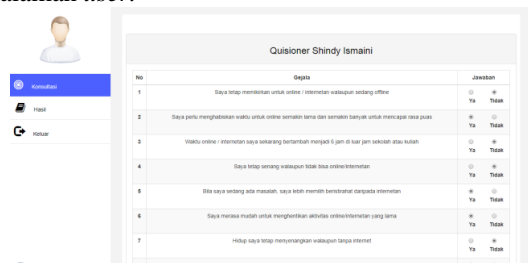 Quisioner Shindy Ismaini
Konsultasi
Hasil
Keluar
No Gejala Jawaban
1 Saya tetap memikirkan untuk online / internetan walaupun sedang offline Ya Tidak
2 Saya perlu menghabiskan waktu untuk online semakin lama dan semakin banyak untuk mencapai rasa puas Ya Tidak
3 Waktu online / internetan saya sekarang bertambah menjadi 6 jam di luar jam sekolah atau kuliah Ya Tidak
4 Saya tetap senang walaupun tidak bisa online/internetan Ya Tidak
5 Bila saya sedang ada masalah, saya lebih memilih beristirahat daripada internetan Ya Tidak
6 Saya merasa mudah untuk menghentikan aktivitas online/internetan yang lama Ya Tidak
7 Hidup saya tetap menyenangkan walaupun tanpa internet Ya Tidak